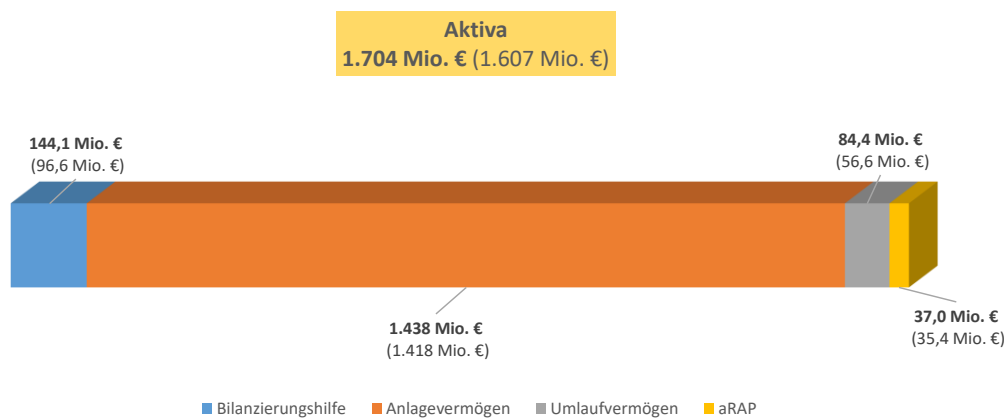 Aktiva
1.704 Mio. € (1.607 Mio. €)
144,1 Mio. €
(96,6 Mio. €)
84,4 Mio. €
(56,6 Mio. €)
1.438 Mio. €
(1.418 Mio. €)
37,0 Mio. €
(35,4 Mio. €)
Bilanzierungshilfe Anlagevermögen Umlaufvermögen aRAP